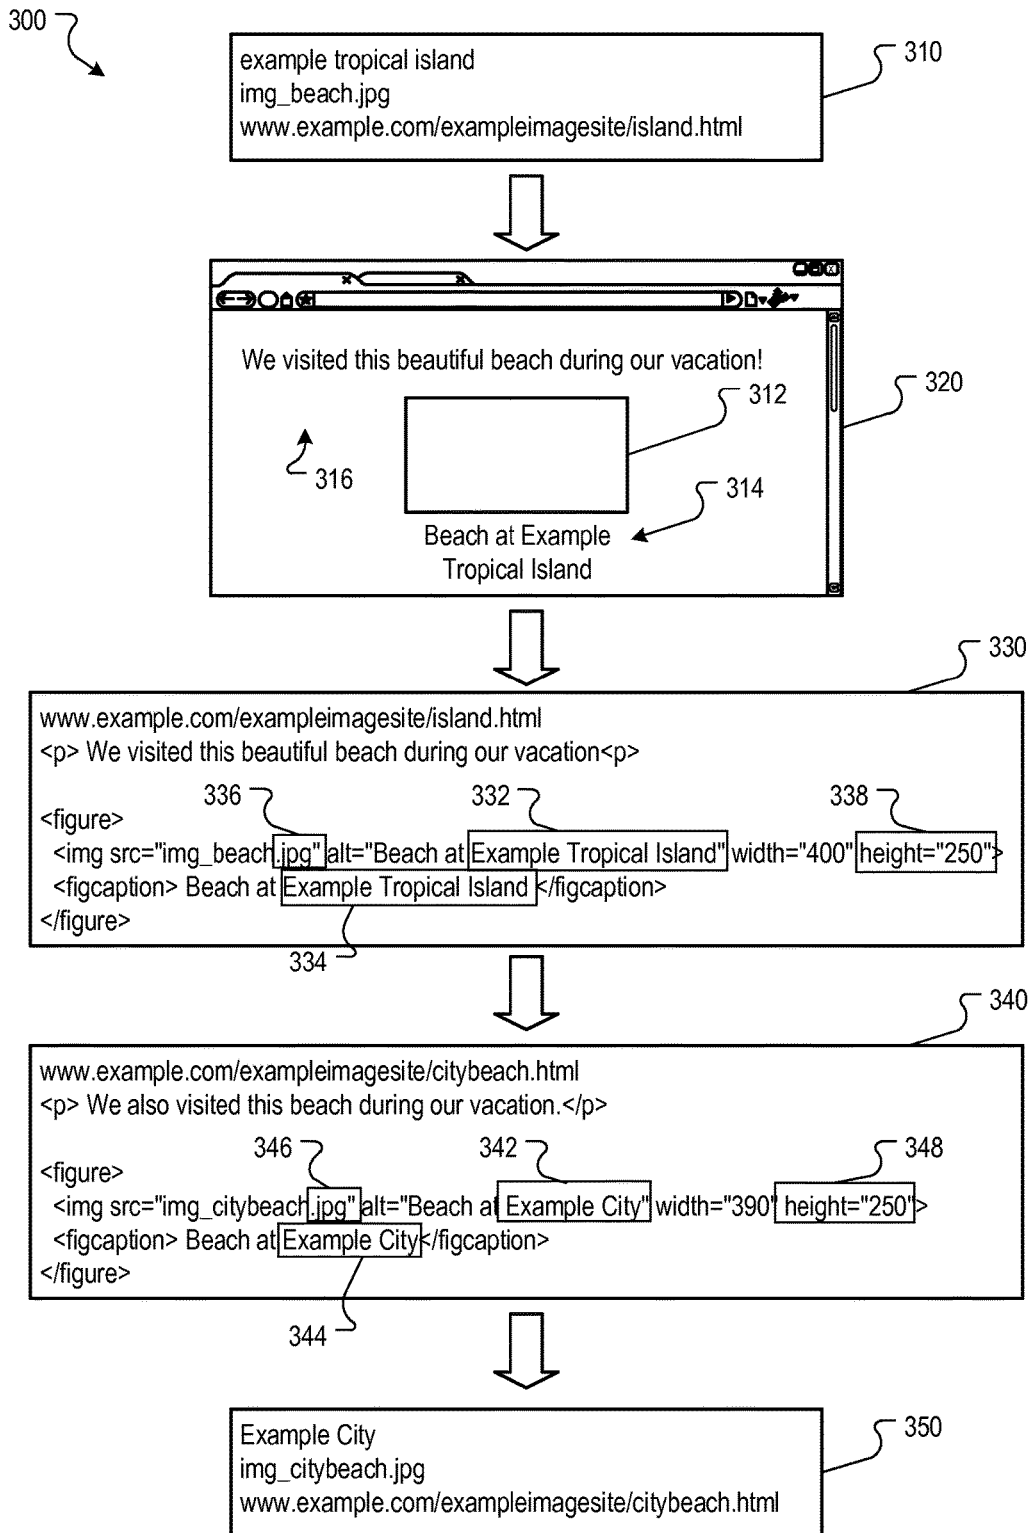 300
example tropical island
img_beach.jpg
www.example.com/exampleimagesite/island.html
310
We visited this beautiful beach during our vacation!
312
320
316
314
Beach at Example
Tropical Island
330
www.example.com/exampleimagesite/island.html
<p> We visited this beautiful beach during our vacation<p>
336 332 338
<figure>
<img src="img_beach.jpg" alt="Beach at Example Tropical Island" width="400" height="250">
<figcaption> Beach at Example Tropical Island </figcaption>
</figure>
334
340
www.example.com/exampleimagesite/citybeach.html
<p> We also visited this beach during our vacation.</p>
346 342 348
<figure>
<img src="img_citybeach.jpg" alt="Beach at Example City" width="390" height="250">
<figcaption> Beach at Example City </figcaption>
</figure>
344
Example City
img_citybeach.jpg
www.example.com/exampleimagesite/citybeach.html
350